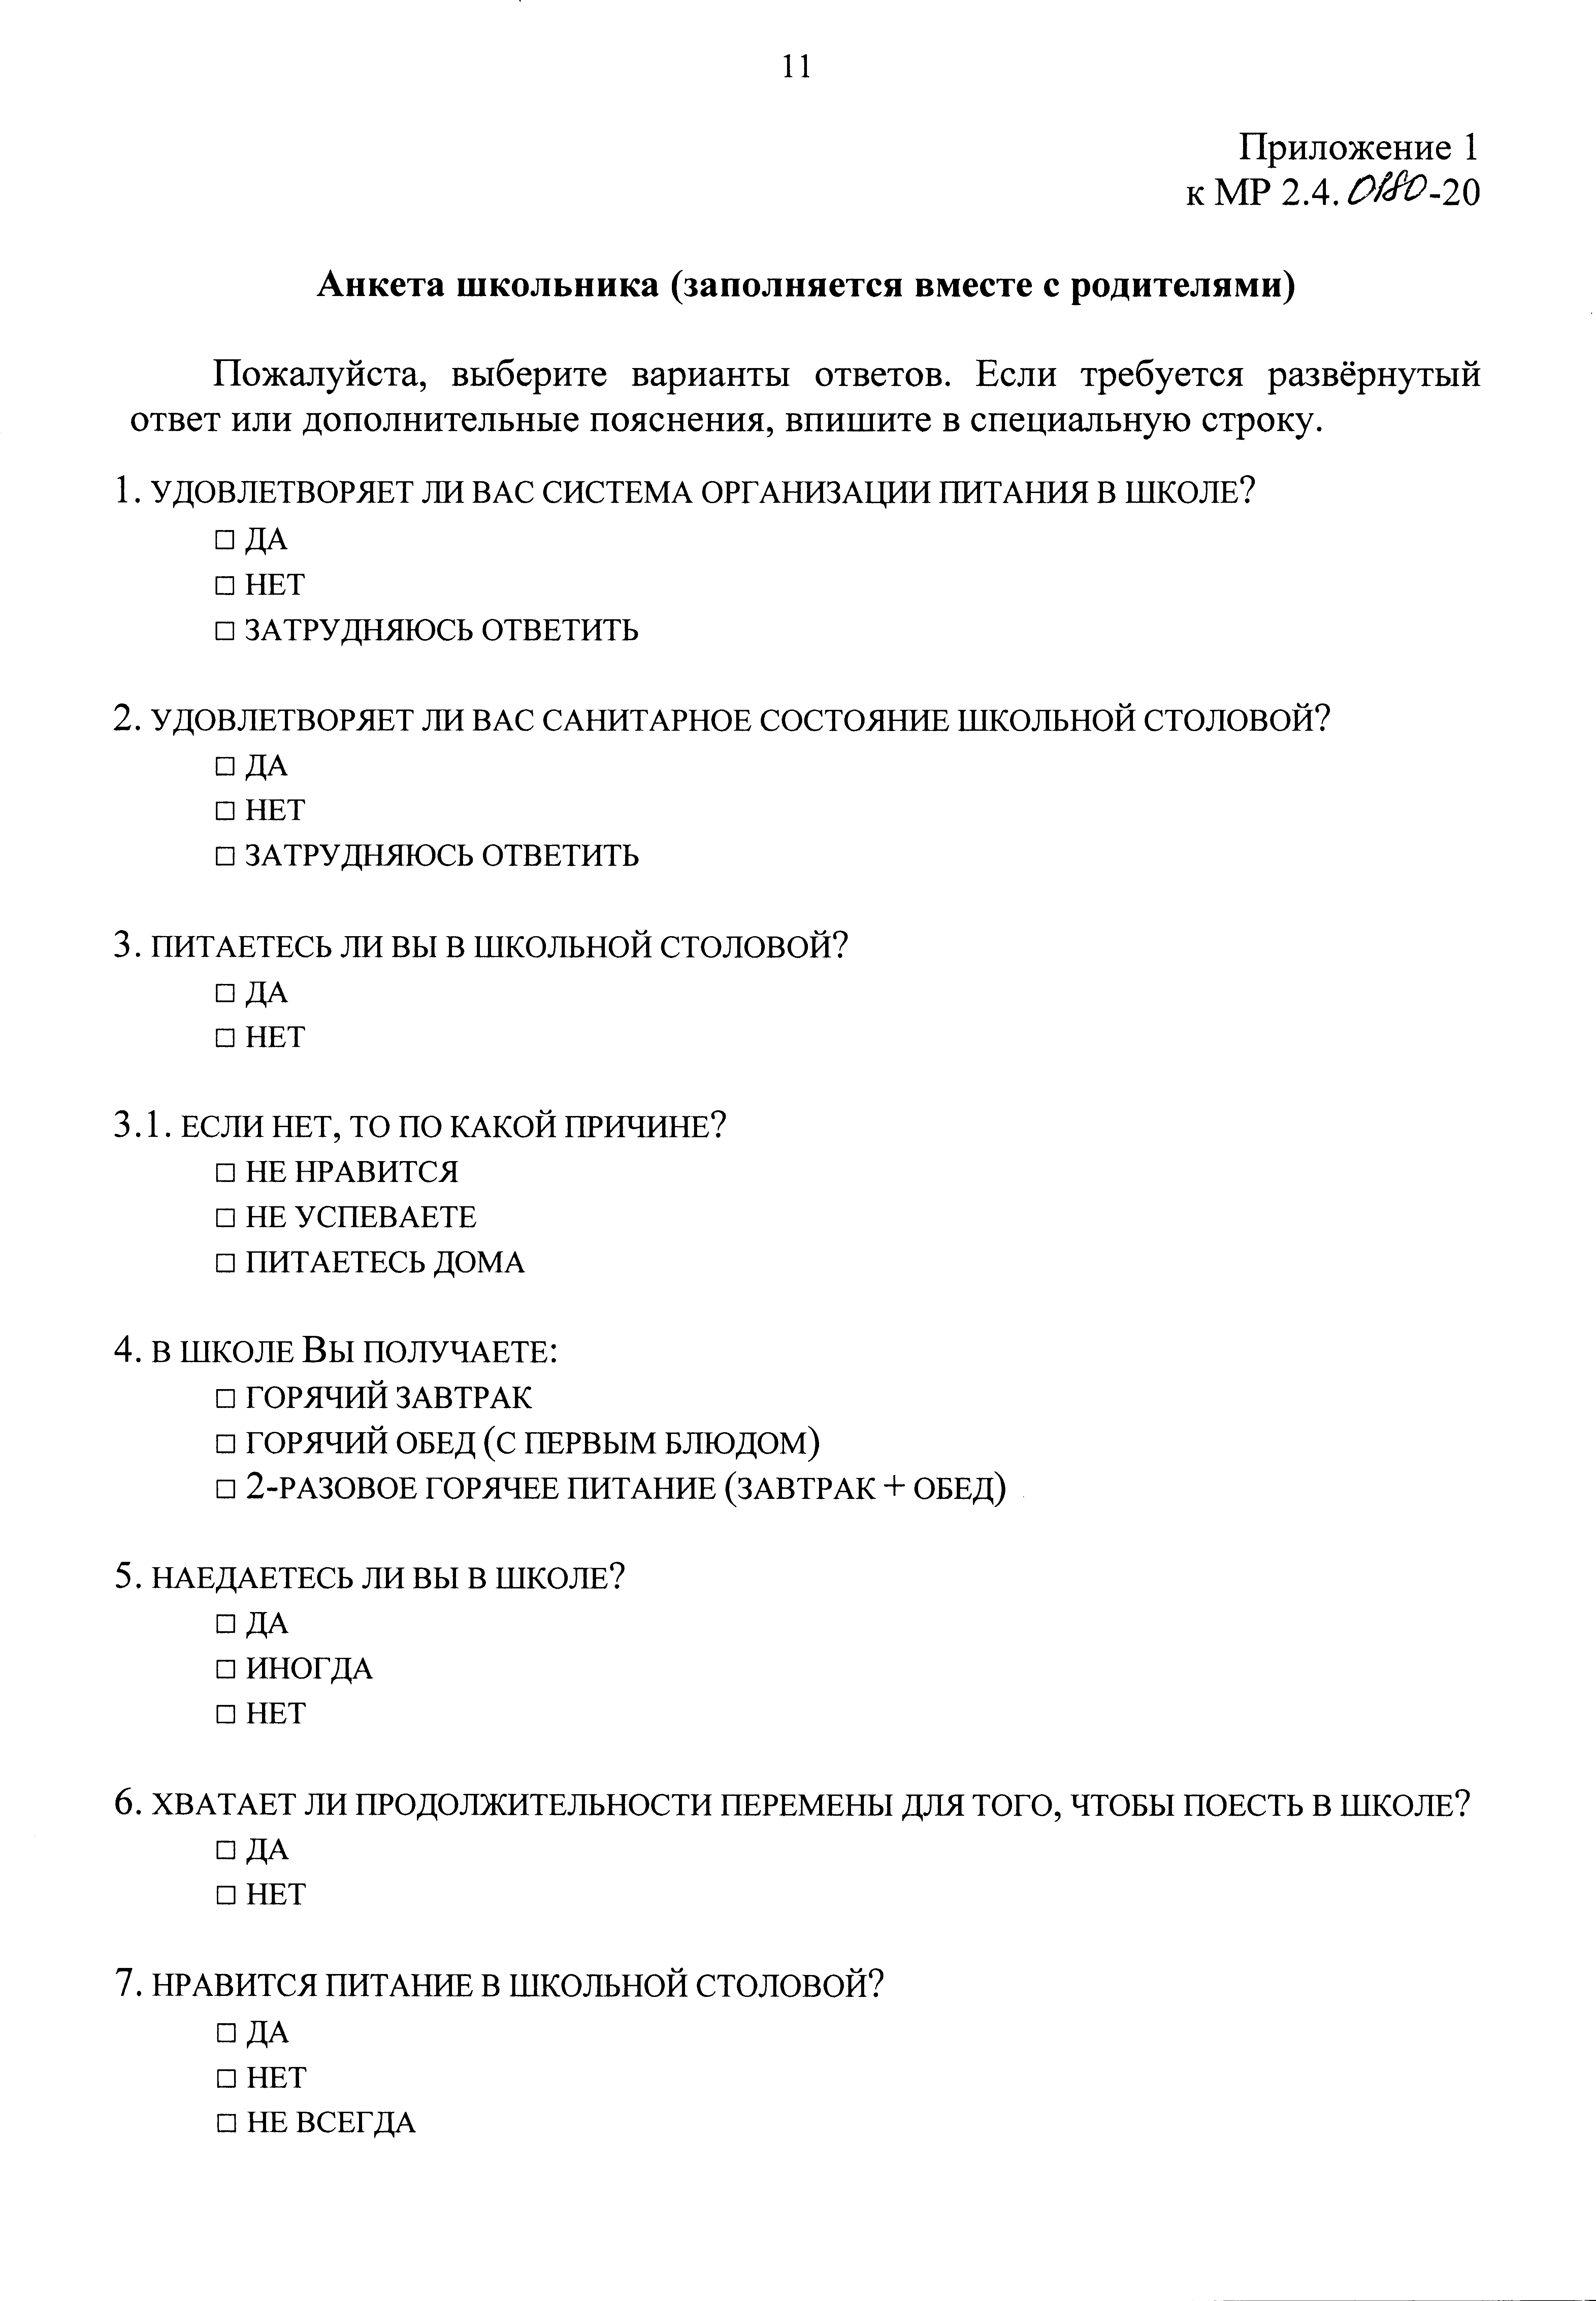 11
Приложение 1
к МР 2.4.0180-20
Анкета школьника (заполняется вместе с родителями)
Пожалуйста, выберите варианты ответов. Если требуется развёрнутый
ответ или дополнительные пояснения, впишите в специальную строку.
1. УДОВЛЕТВОРЯЕТ ЛИ ВАС СИСТЕМА ОРГАНИЗАЦИИ ПИТАНИЯ В ШКОЛЕ?
□ ДА
□ НЕТ
□ ЗАТРУДНЯЮСЬ ОТВЕТИТЬ
2. УДОВЛЕТВОРЯЕТ ЛИ ВАС САНИТАРНОЕ СОСТОЯНИЕ ШКОЛЬНОЙ СТОЛОВОЙ?
□ ДА
□ НЕТ
□ ЗАТРУДНЯЮСЬ ОТВЕТИТЬ
3. ПИТАЕТЕСЬ ЛИ ВЫ В ШКОЛЬНОЙ СТОЛОВОЙ?
□ ДА
□ НЕТ
3.1. ЕСЛИ НЕТ, ТО ПО КАКОЙ ПРИЧИНЕ?
□ НЕ НРАВИТСЯ
□ НЕ УСПЕВАЕТЕ
□ ПИТАЕТЕСЬ ДОМА
4. В ШКОЛЕ ВЫ ПОЛУЧАЕТЕ:
□ ГОРЯЧИЙ ЗАВТРАК
□ ГОРЯЧИЙ ОБЕД (С ПЕРВЫМ БЛЮДОМ)
□ 2-РАЗОВОЕ ГОРЯЧЕЕ ПИТАНИЕ (ЗАВТРАК + ОБЕД)
5. НАЕДАЕТЕСЬ ЛИ ВЫ В ШКОЛЕ?
□ ДА
□ ИНОГДА
□ НЕТ
6. ХВАТАЕТ ЛИ ПРОДОЛЖИТЕЛЬНОСТИ ПЕРЕМЕНЫ ДЛЯ ТОГО, ЧТОБЫ ПОЕСТЬ В ШКОЛЕ?
□ ДА
□ НЕТ
7. НРАВИТСЯ ПИТАНИЕ В ШКОЛЬНОЙ СТОЛОВОЙ?
□ ДА
□ НЕТ
□ НЕ ВСЕГДА